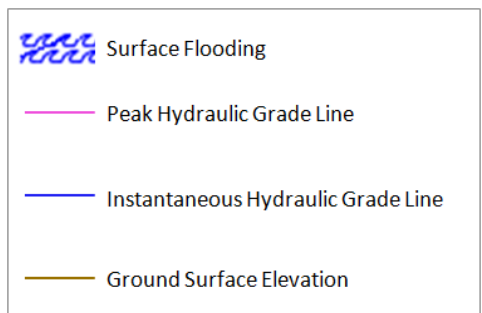 Surface Flooding
Peak Hydraulic Grade Line
Instantaneous Hydraulic Grade Line
Ground Surface Elevation